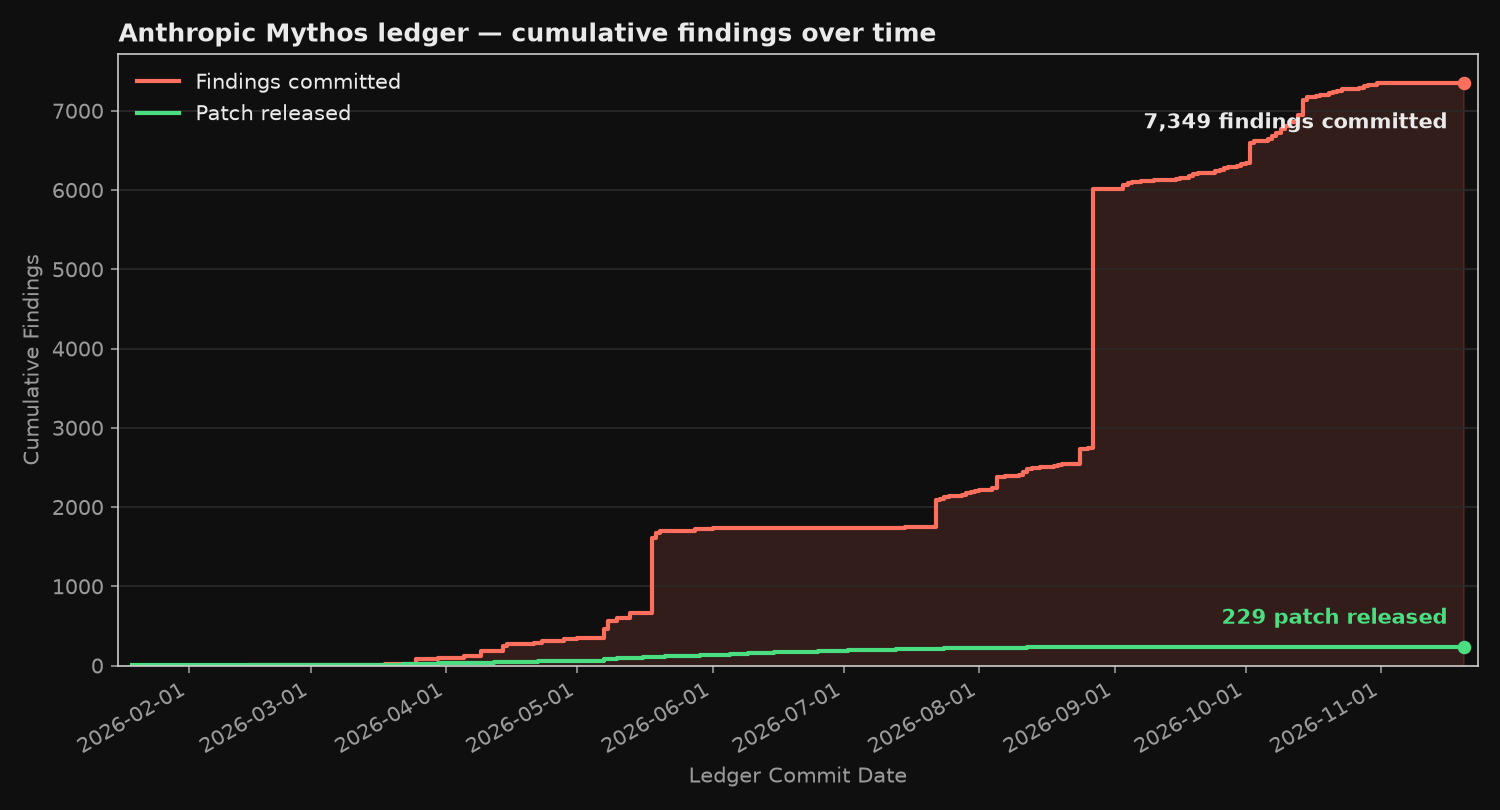 Anthropic Mythos ledger — cumulative findings over time
Findings committed
Patch released
7,349 findings committed
229 patch released
Cumulative Findings
7000
6000
5000
4000
3000
2000
1000
0
2026-02-01
2026-03-01
2026-04-01
2026-05-01
2026-06-01
2026-07-01
2026-08-01
2026-09-01
2026-10-01
2026-11-01
Ledger Commit Date